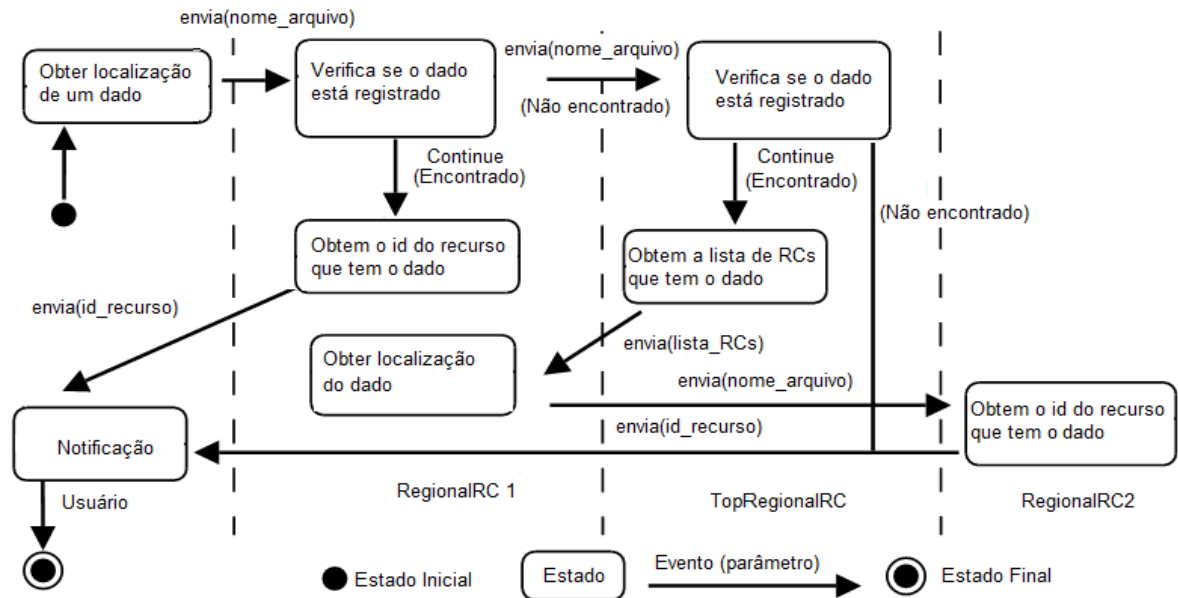 envia(nome_arquivo)
Obter localização
de um dado
Verifica se o dado
está registrado
envia(nome_arquivo)
(Não encontrado)
Verifica se o dado
está registrado
Continue
(Encontrado)
Continue
(Encontrado)
(Não encontrado)
Obtem o id do recurso
que tem o dado
Obtem a lista de RCs
que tem o dado
envia(id_recurso)
envia(lista_RCs)
Obter localização
do dado
envia(nome_arquivo)
Obtem o id do recurso
que tem o dado
envia(id_recurso)
Notificação
Usuário
RegionalRC 1
TopRegionalRC
RegionalRC2
Estado Inicial
Estado
Evento (parâmetro)
Estado Final